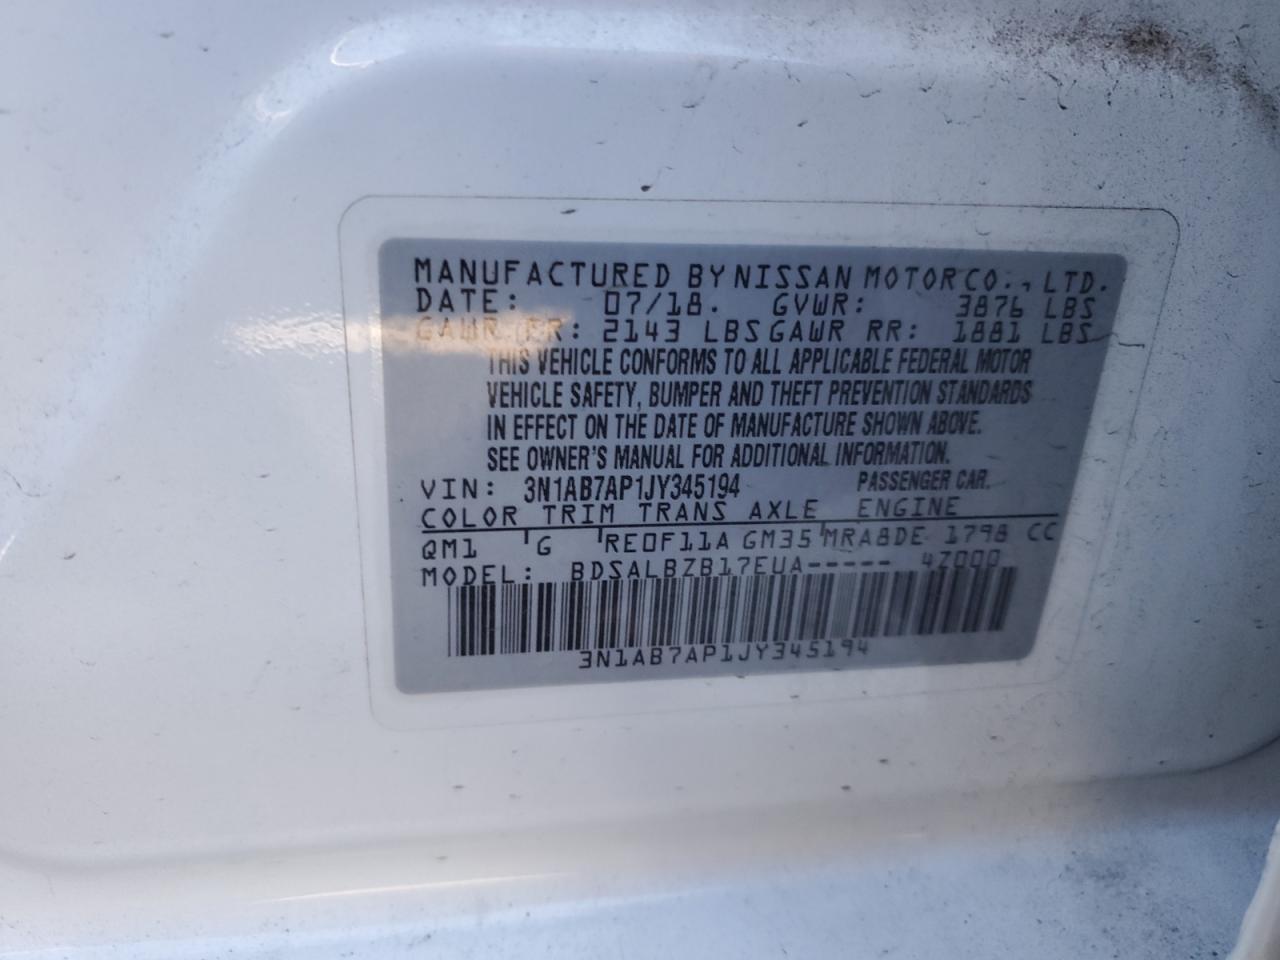 MANUFACTURED BY NISSAN MOTOR CO., LTD.
DATE: 07/18. GVWR: 3876 LBS
GAWR FR: 2143 LBS GAWR RR: 1881 LBS
THIS VEHICLE CONFORMS TO ALL APPLICABLE FEDERAL MOTOR
VEHICLE SAFETY, BUMPER AND THEFT PREVENTION STANDARDS
IN EFFECT ON THE DATE OF MANUFACTURE SHOWN ABOVE.
SEE OWNER'S MANUAL FOR ADDITIONAL INFORMATION.
VIN: 3N1AB7AP1JY345194 PASSENGER CAR.
COLOR TRIM TRANS AXLE ENGINE
QM1 G RE0F11A GM35 MRA8DE 1798 CC
MODEL: BDSALBZB17EUA----- 4Z000
3N1AB7AP1JY345194